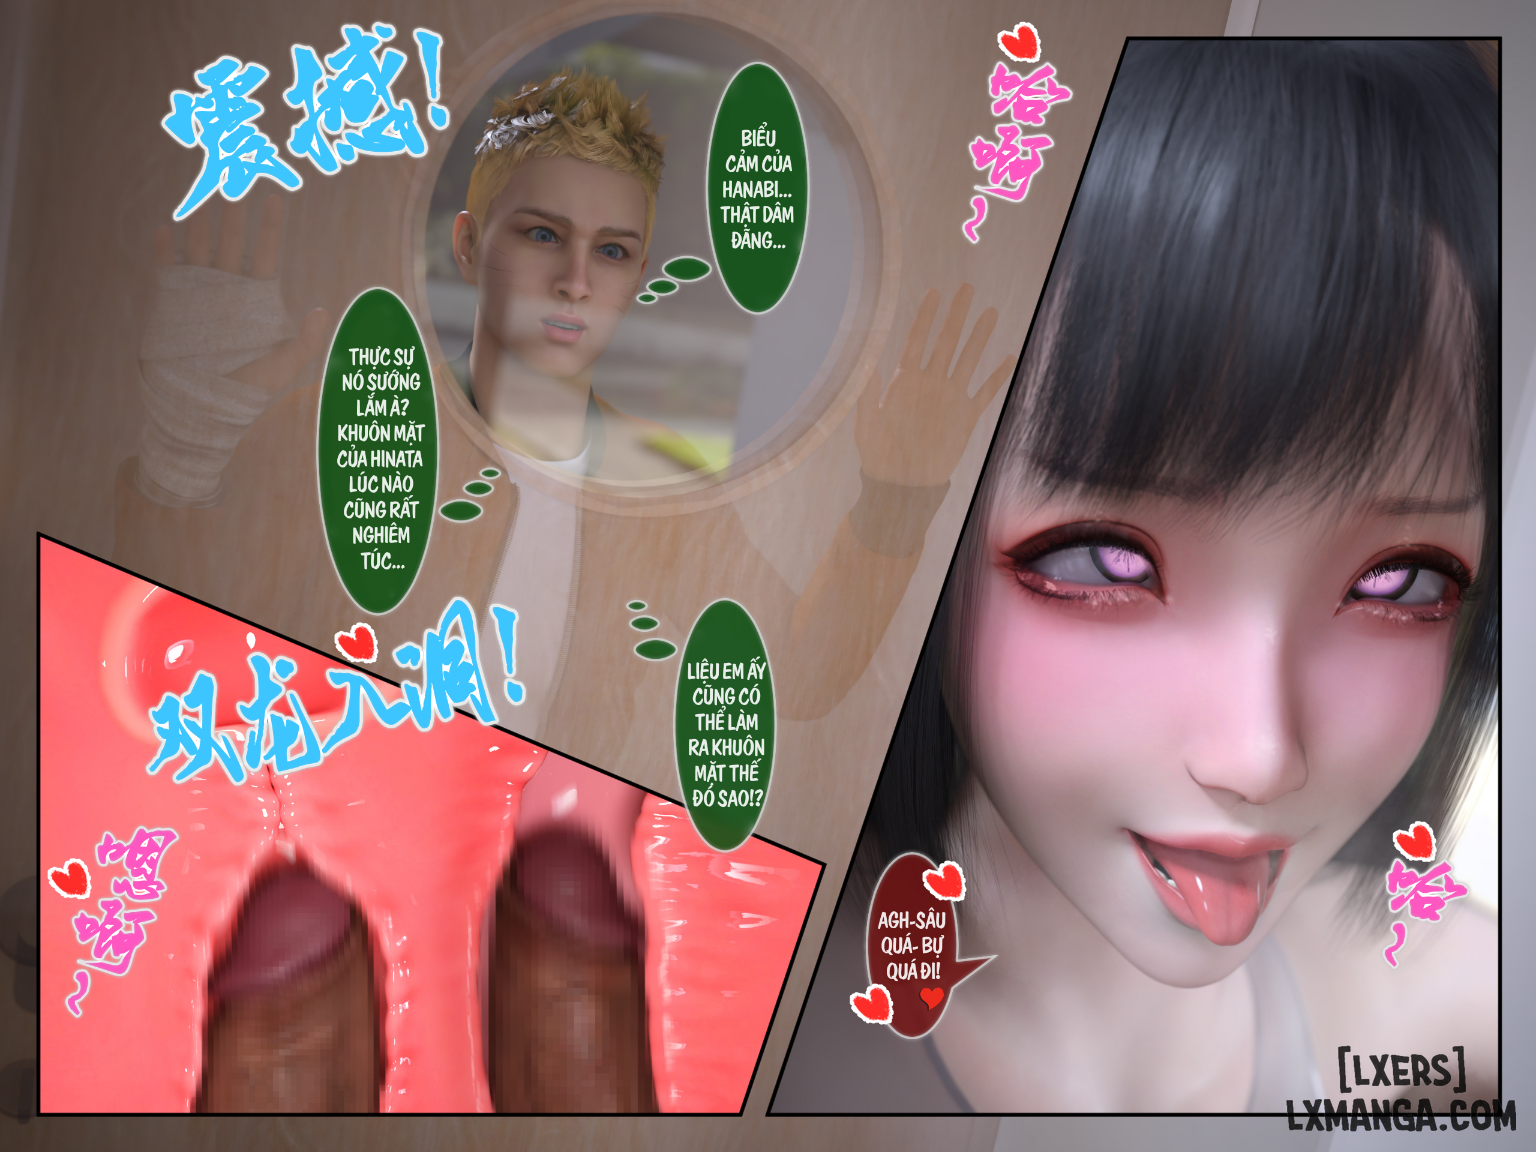 震撼!
哈啊~
BIỂU
CẢM CỦA
HANABI...
THẬT DÂM
ĐÃNG...
THỰC SỰ
NÓ SƯỚNG
LẮM À?
KHUÔN MẶT
CỦA HINATA
LÚC NÀO
CŨNG RẤT
NGHIÊM
TÚC...
双龙入洞!
LIỆU EM ẤY
CŨNG CÓ
THỂ LÀM
RA KHUÔN
MẶT THẾ
ĐÓ SAO!?
嗯啊~
AGH-SÂU
QUÁ- BỰ
QUÁ ĐI!
哈~
[LXERS]
LXMANGA.COM